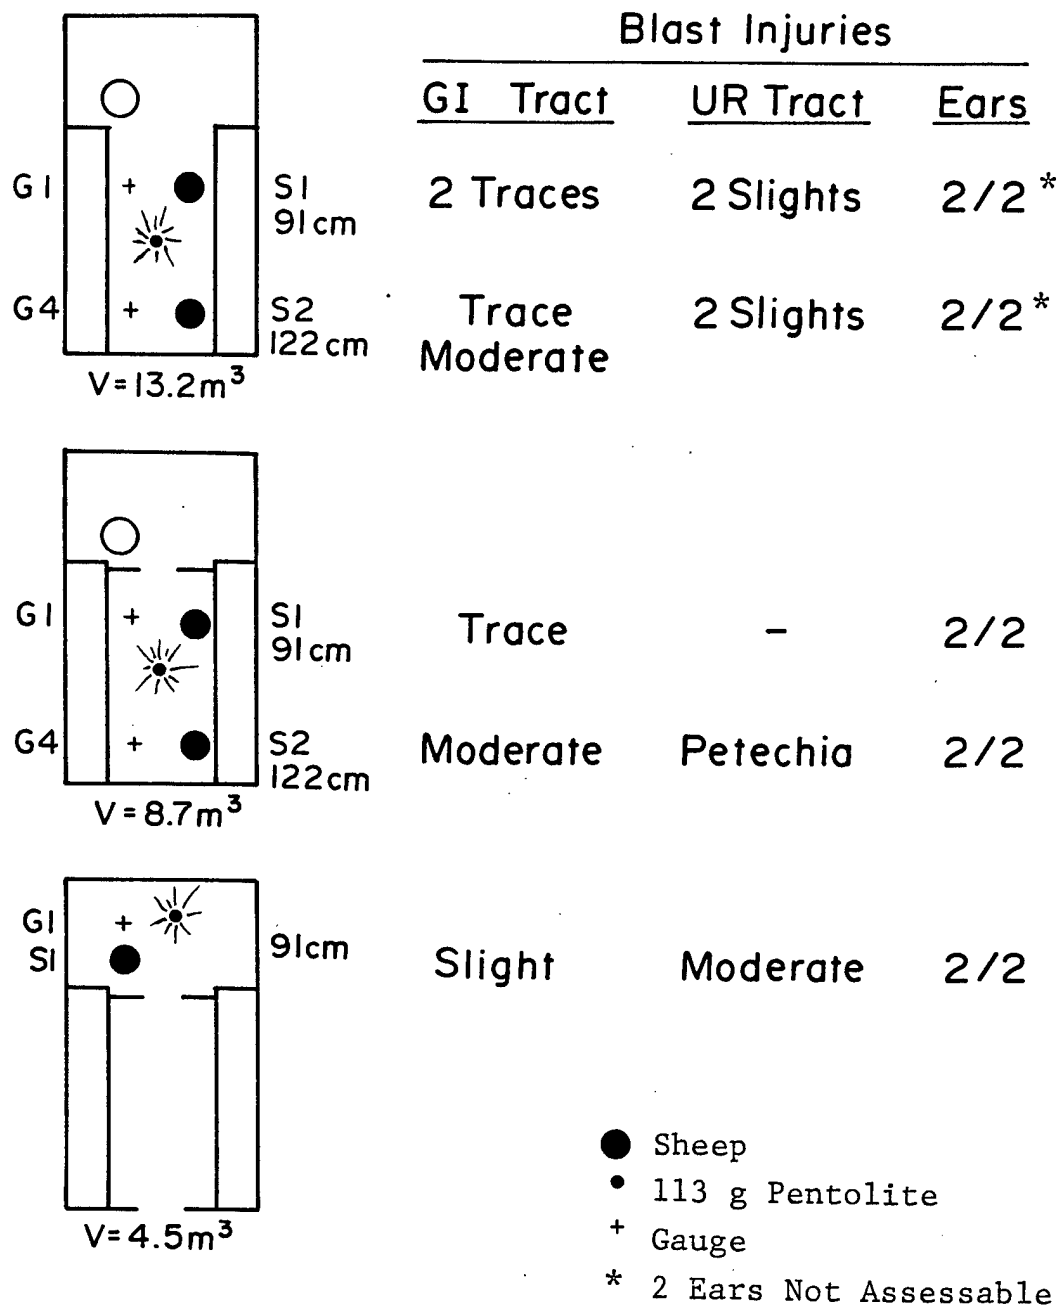 Blast Injuries
GI Tract UR Tract Ears
G1 + S1 2 Traces 2 Slights 2/2*
91cm
G4 + S2 Trace 2 Slights 2/2*
122cm Moderate
V=13.2m³
G1 + S1 Trace - 2/2
91cm
G4 + S2 Moderate Petechia 2/2
122cm
V=8.7m³
G1 +
S1 91cm Slight Moderate 2/2
V=4.5m³
Sheep
113 g Pentolite
+ Gauge
* 2 Ears Not Assessable